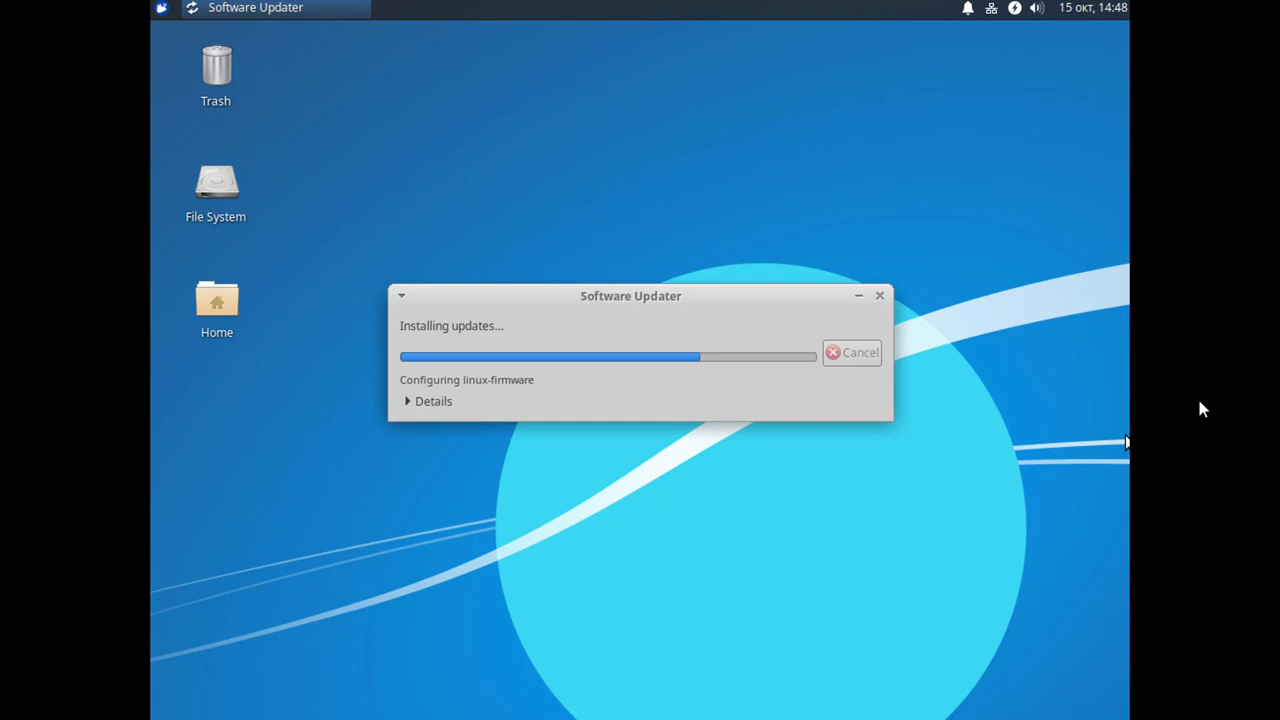 Software Updater
15 окт, 14:48
Trash
File System
Home
Software Updater
Installing updates...
Cancel
Configuring linux-firmware
Details